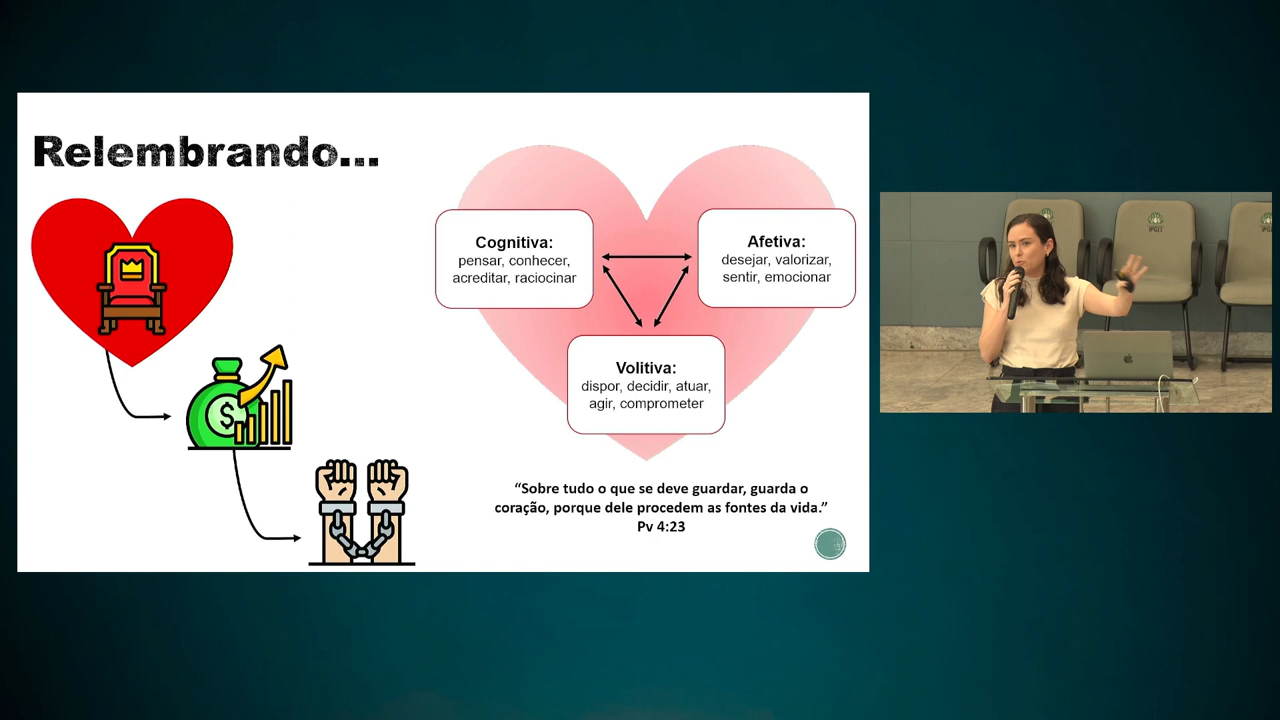 Relembrando...
Cognitiva:
pensar, conhecer,
acreditar, raciocinar
Afetiva:
desejar, valorizar,
sentir, emocionar
Volitiva:
dispor, decidir, atuar,
agir, comprometer
$
“Sobre tudo o que se deve guardar, guarda o
coração, porque dele procedem as fontes da vida.”
Pv 4:23